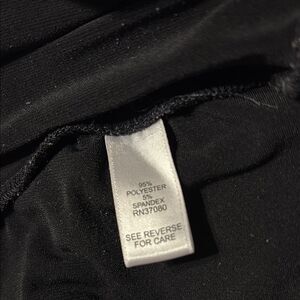 95%
POLYESTER
5%
SPANDEX
RN37080
SEE REVERSE
FOR CARE